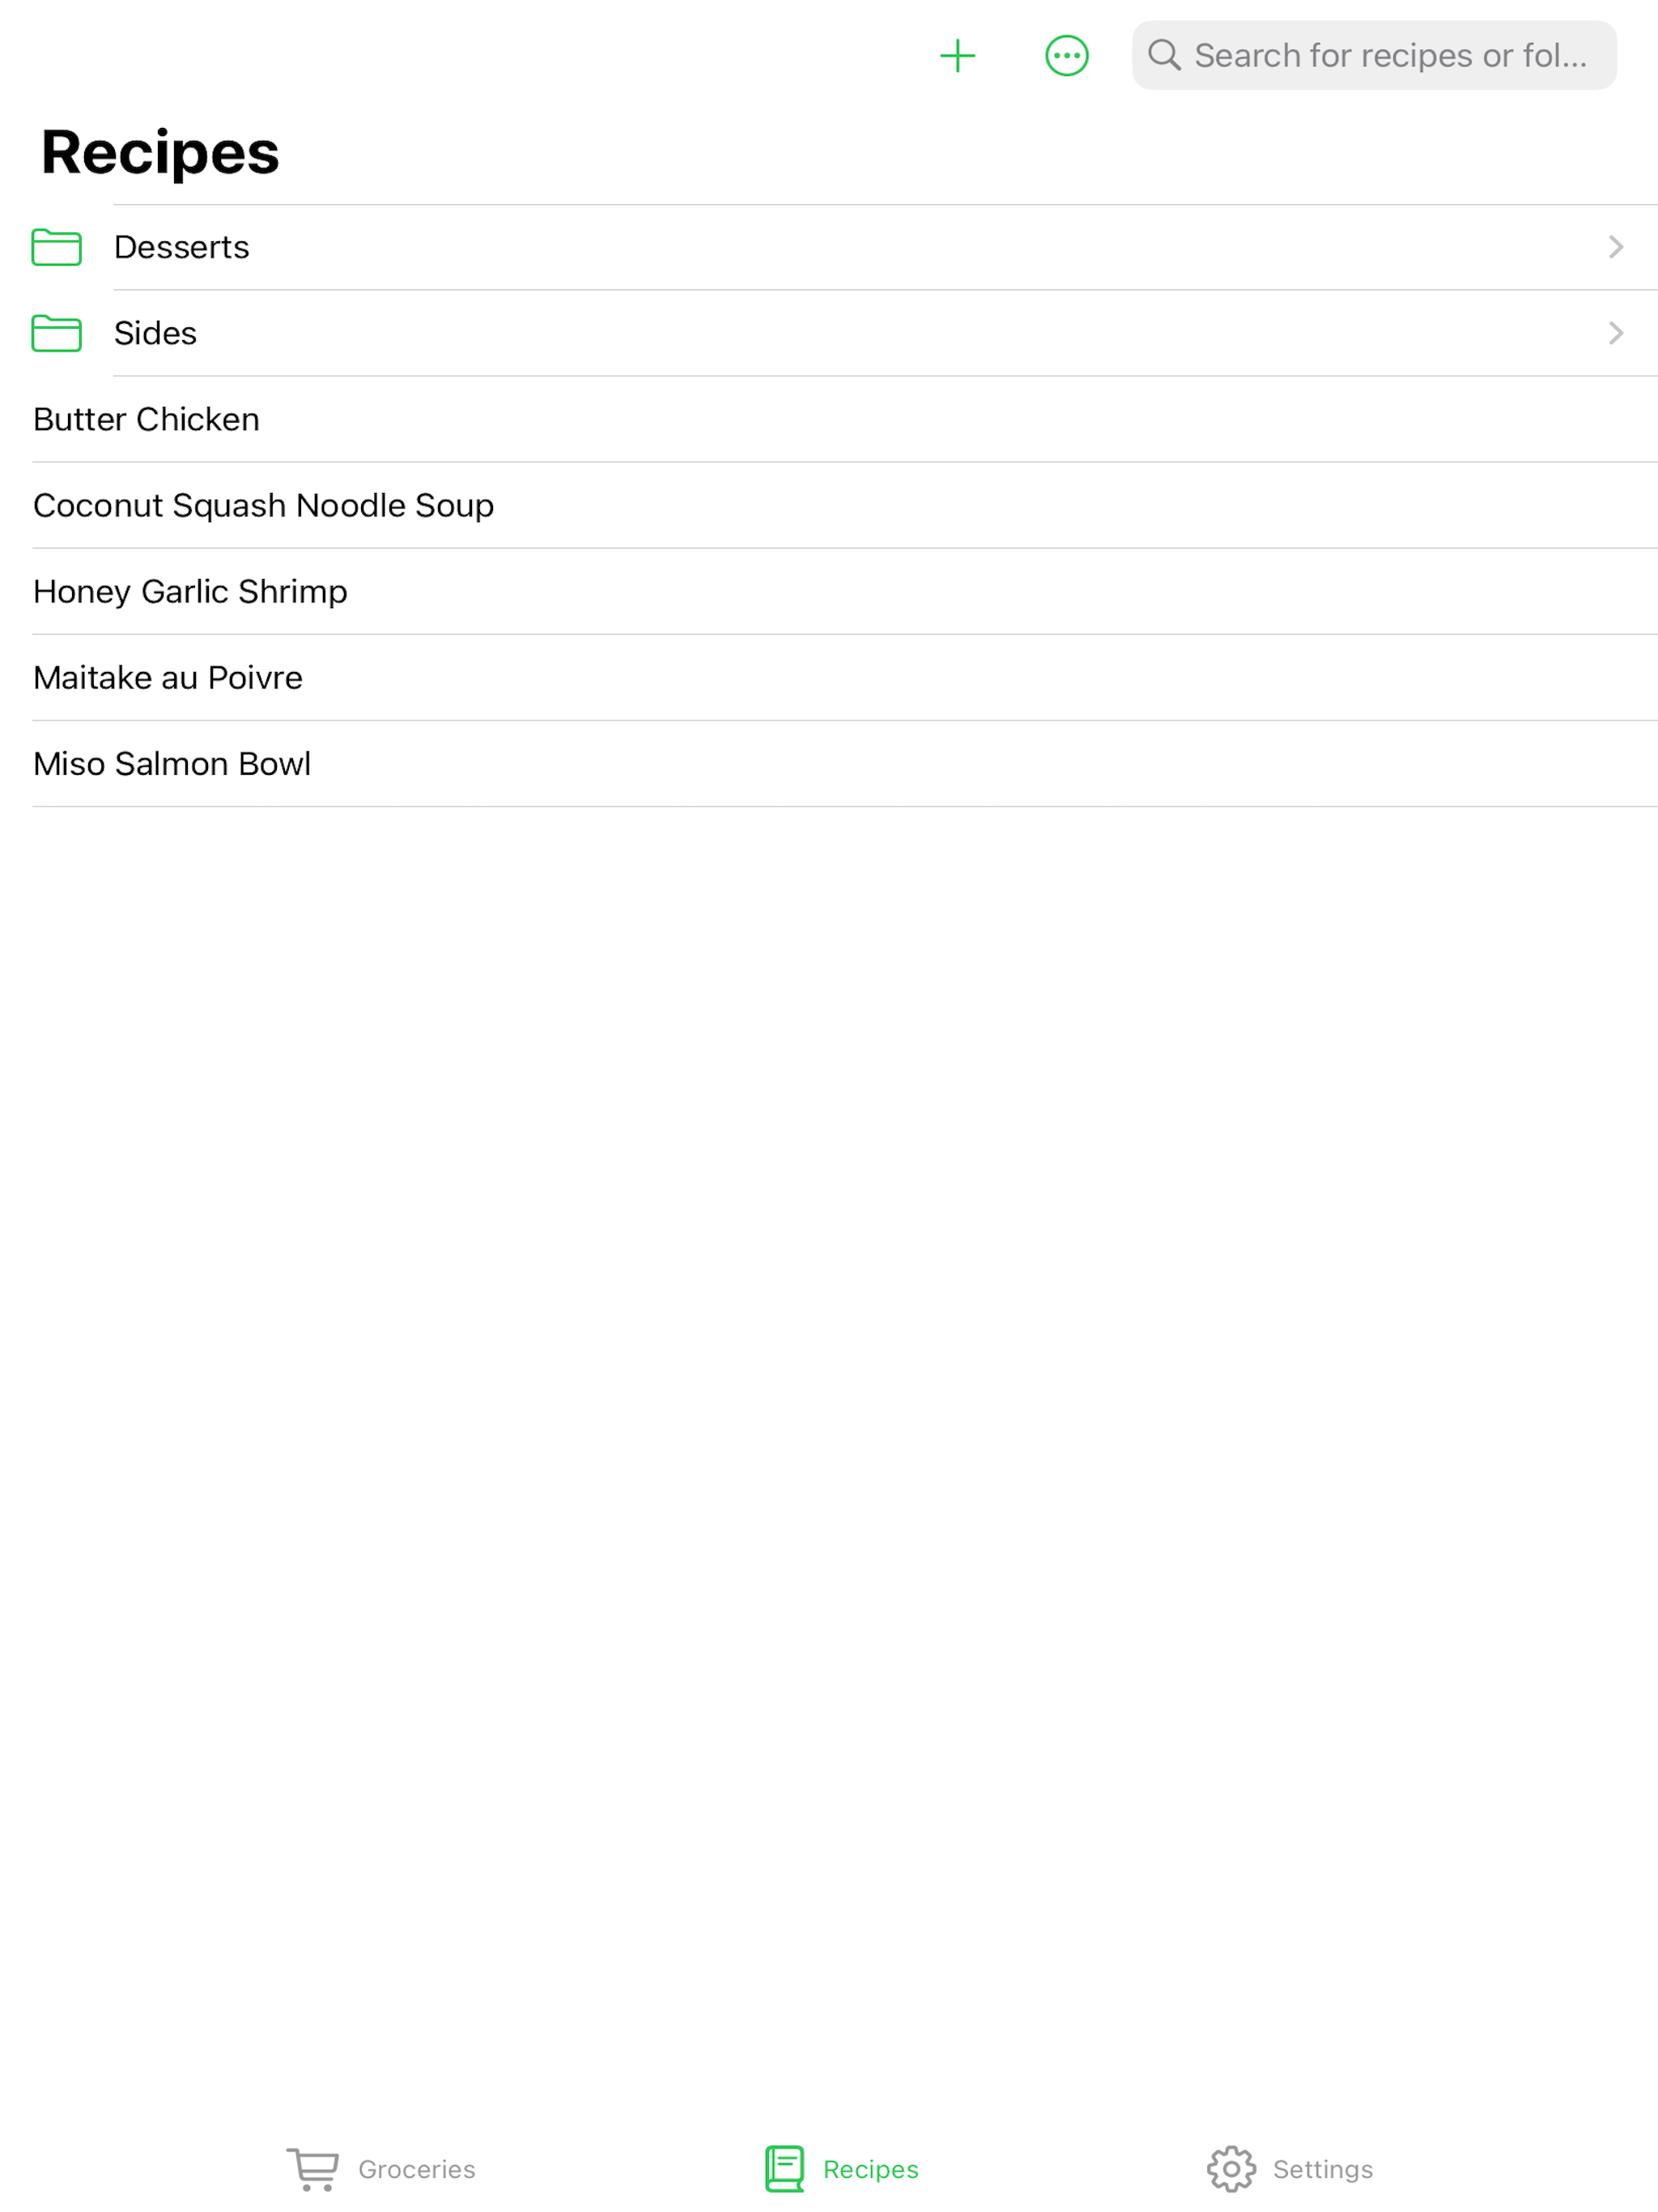 Search for recipes or fol...
Recipes
Desserts
Sides
Butter Chicken
Coconut Squash Noodle Soup
Honey Garlic Shrimp
Maitake au Poivre
Miso Salmon Bowl
Groceries
Recipes
Settings